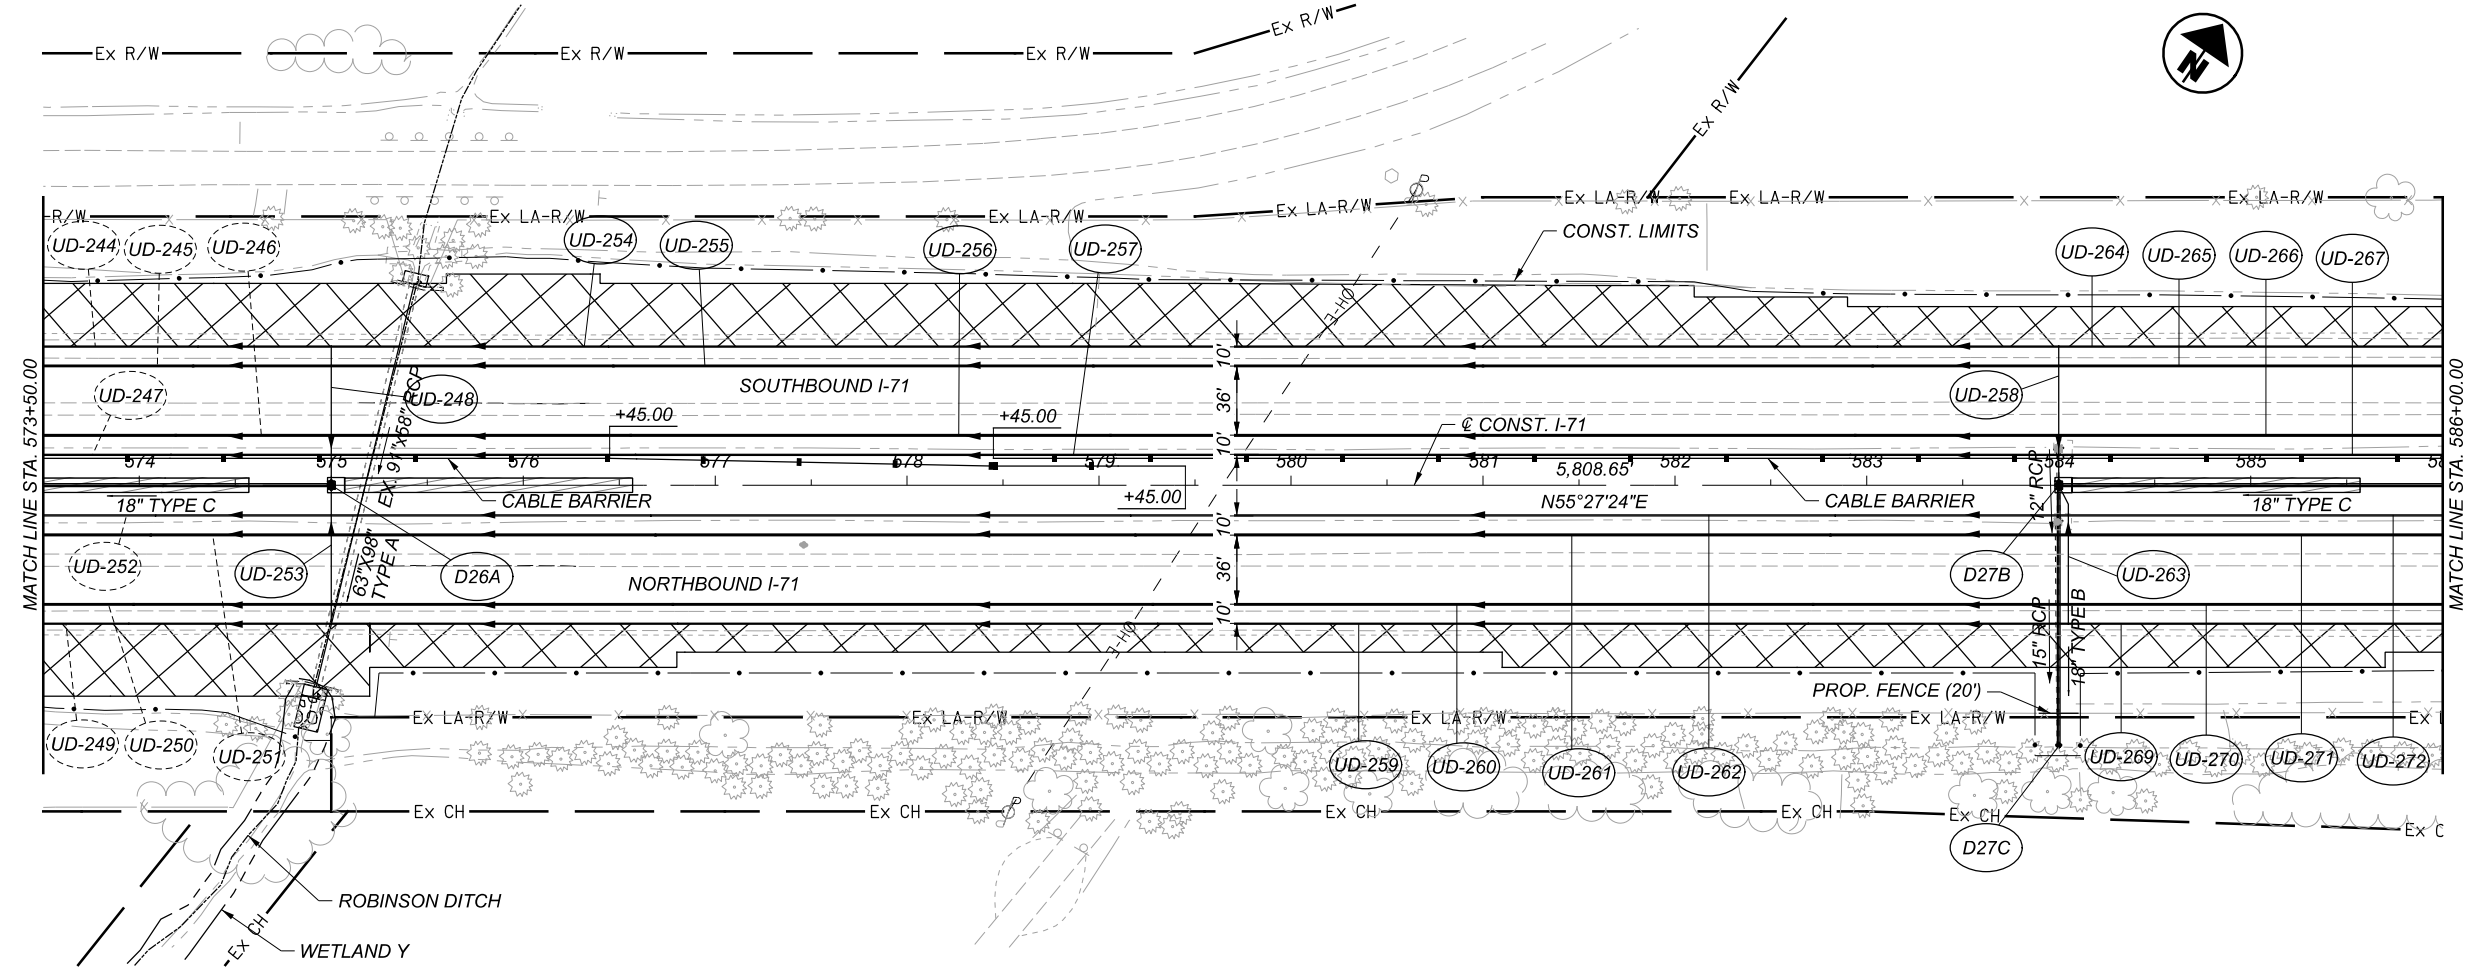 Ex R/W
Ex R/W
Ex R/W
Ex R/W
Ex R/W
N
R/W
Ex LA-R/W
Ex LA-R/W
Ex LA-R/W
Ex LA-R/W
Ex LA-R/W
Ex LA-R/W
UD-244
UD-245
UD-246
UD-254
UD-255
UD-256
UD-257
CONST. LIMITS
UD-264
UD-265
UD-266
UD-267
OH-E
MATCH LINE STA. 573+50.00
MATCH LINE STA. 586+00.00
10'
36'
10'
UD-247
UD-248
SOUTHBOUND I-71
UD-258
+45.00
+45.00
℄ CONST. I-71
574
575
576
577
578
579
580
581
582
583
584
585
5,808.65'
EX. 91"x58" RCP
18" TYPE C
CABLE BARRIER
+45.00
N55°27'24"E
CABLE BARRIER
12" RCP
18" TYPE C
10'
36'
10'
UD-252
UD-253
63"X98"
TYPE A
D26A
NORTHBOUND I-71
D27B
UD-263
15" RCP
18" TYPE B
OH-E
PROP. FENCE (20')
Ex LA-R/W
Ex LA-R/W
Ex LA-R/W
Ex LA-R/W
Ex L
UD-249
UD-250
UD-251
UD-259
UD-260
UD-261
UD-262
UD-269
UD-270
UD-271
UD-272
Ex CH
Ex CH
Ex CH
Ex CH
Ex CH
Ex C
D27C
ROBINSON DITCH
Ex CH
WETLAND Y